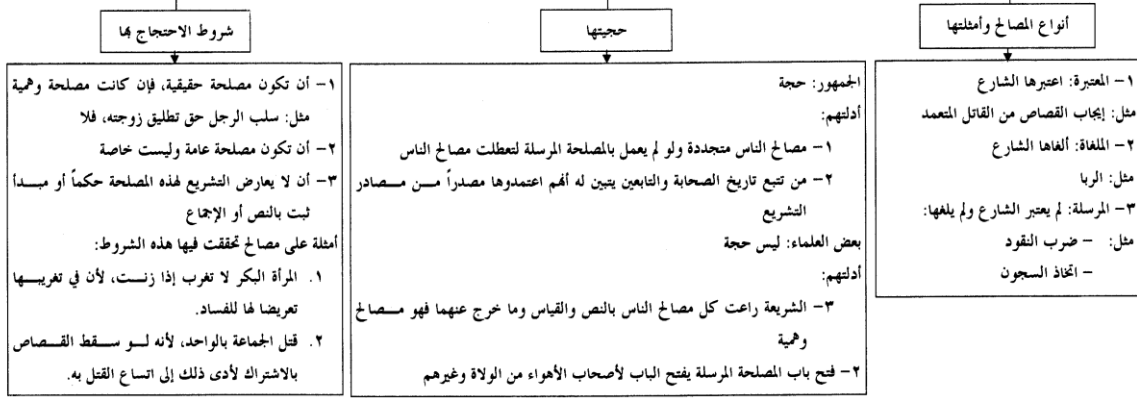 أنواع المصالح وأمثلتها
١- المعتبرة: اعتبرها الشارع
مثل: إيجاب القصاص من القاتل المتعمد
٢- الملغاة: ألغاها الشارع
مثل: الربا
٣- المرسلة: لم يعتبر الشارع ولم يلغها:
مثل: - ضرب النقود
- اتخاذ السجون
حجيتها
الجمهور: حجة
أدلتهم:
١- مصالح الناس متجددة ولو لم يعمل بالمصلحة المرسلة لتعطلت مصالح الناس
٢- من تتبع تاريخ الصحابة والتابعين يتبين له أنهم اعتمدوها مصدراً من مصادر
التشريع
بعض العلماء: ليس حجة
أدلتهم:
٣- الشريعة راعت كل مصالح الناس بالنص والقياس وما خرج عنهما فهو مصالح
وهمية
٢- فتح باب المصلحة المرسلة يفتح الباب لأصحاب الأهواء من الولاة وغيرهم
شروط الاحتجاج بها
١- أن تكون مصلحة حقيقية، فإن كانت مصلحة وهمية
مثل: سلب الرجل حق تطليق زوجته، فلا
٢- أن تكون مصلحة عامة وليست خاصة
٣- أن لا يعارض التشريع لهذه المصلحة حكماً أو مبدأ
ثبت بالنص أو الإجماع
أمثلة على مصالح تحققت فيها هذه الشروط:
١. المرأة البكر لا تغرب إذا زنت، لأن في تغريبها
تعريضا لها للفساد.
٢. قتل الجماعة بالواحد، لأنه لو سقط القصاص
بالاشتراك لأدى ذلك إلى اتساع القتل به.